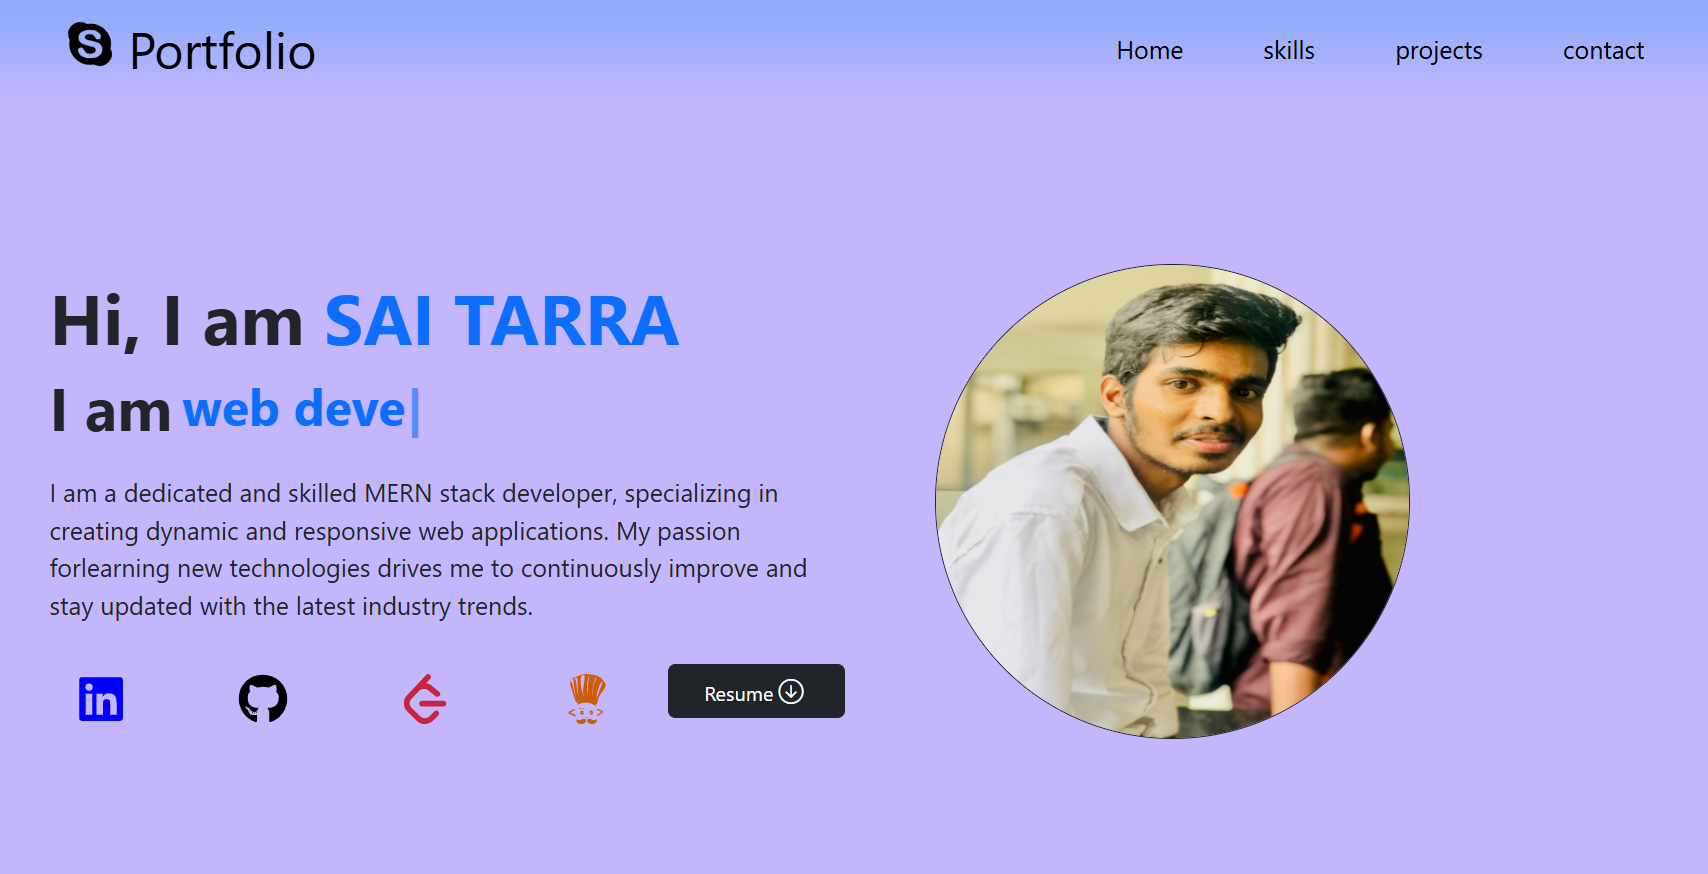 Portfolio
Home skills projects contact
Hi, I am SAI TARRA
I am web deve|
I am a dedicated and skilled MERN stack developer, specializing in
creating dynamic and responsive web applications. My passion
forlearning new technologies drives me to continuously improve and
stay updated with the latest industry trends.
in
Resume